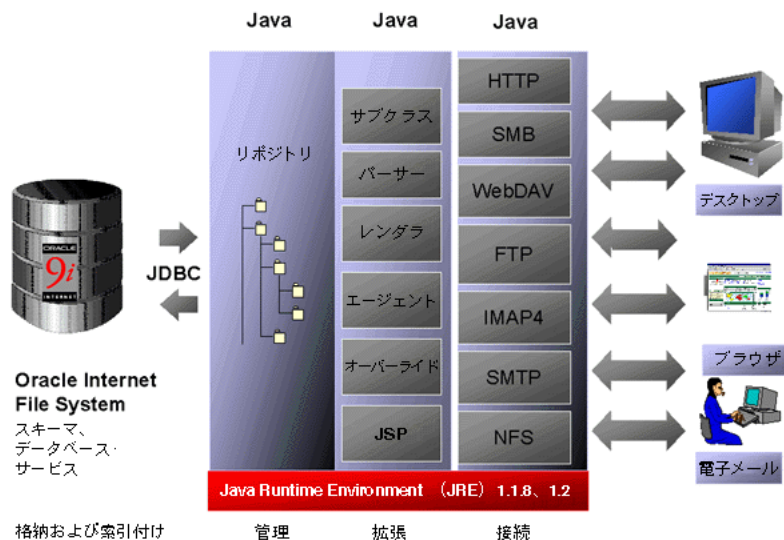 Java
Java
Java
リポジトリ
サブクラス
パーサー
レンダラ
エージェント
オーバーライド
JSP
HTTP
SMB
WebDAV
FTP
IMAP4
SMTP
NFS
デスクトップ
ブラウザ
電子メール
ORACLE
9i
INTERNET
JDBC
Oracle Internet
File System
スキーマ、
データベース・
サービス
Java Runtime Environment （JRE） 1.1.8、1.2
格納および索引付け
管理
拡張
接続